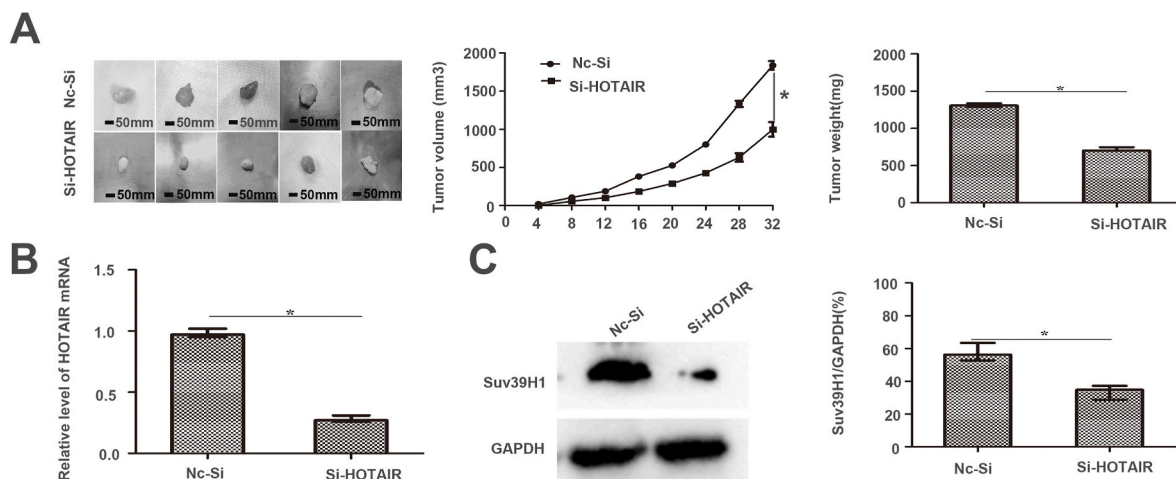 A
Nc-Si
50mm 50mm 50mm 50mm 50mm
Si-HOTAIR
50mm 50mm 50mm 50mm 50mm
Tumor volume (mm3)
2000
1500
1000
500
0
0 4 8 12 16 20 24 28 32
Nc-Si
Si-HOTAIR
*
Tumor weight(mg)
2000
1500
1000
500
0
*
Nc-Si Si-HOTAIR
B
Relative level of HOTAIR mRNA
1.5
1.0
0.5
0.0
*
Nc-Si Si-HOTAIR
C
Nc-Si Si-HOTAIR
Suv39H1
GAPDH
Suv39H1/GAPDH(%)
100
80
60
40
20
0
*
Nc-Si Si-HOTAIR